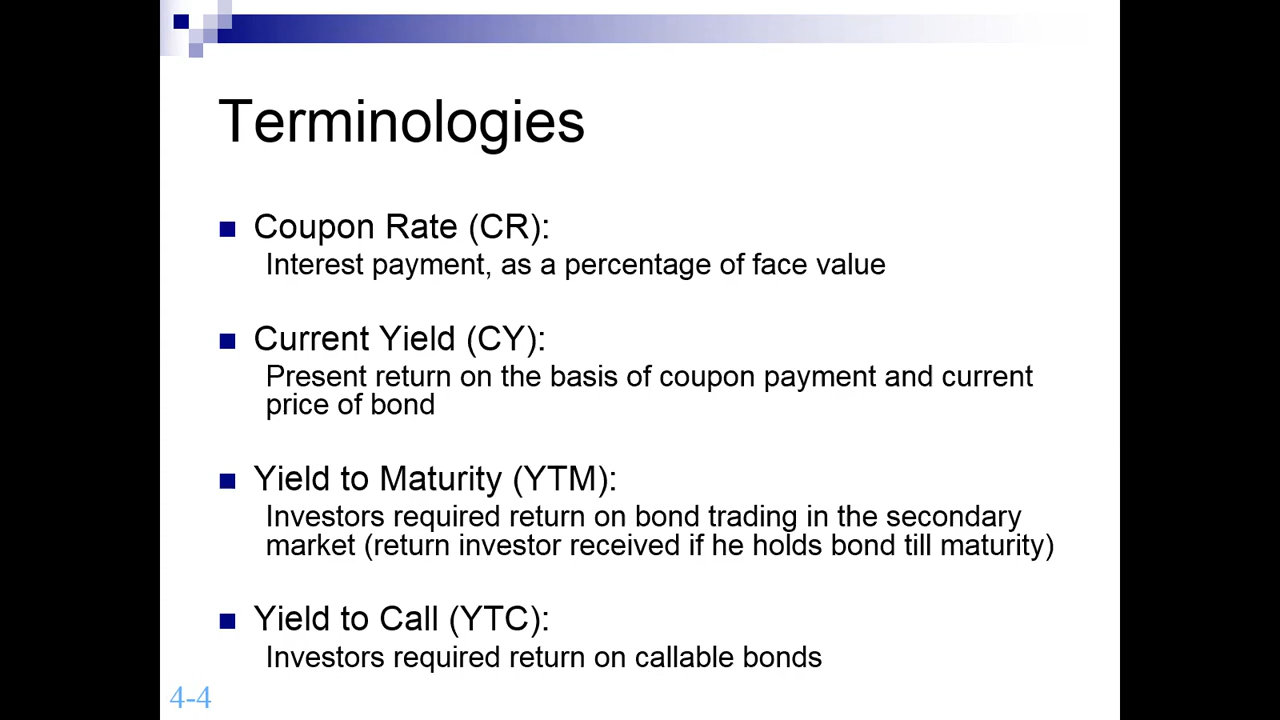 Terminologies
Coupon Rate (CR):
Interest payment, as a percentage of face value
Current Yield (CY):
Present return on the basis of coupon payment and current
price of bond
Yield to Maturity (YTM):
Investors required return on bond trading in the secondary
market (return investor received if he holds bond till maturity)
Yield to Call (YTC):
Investors required return on callable bonds
4-4